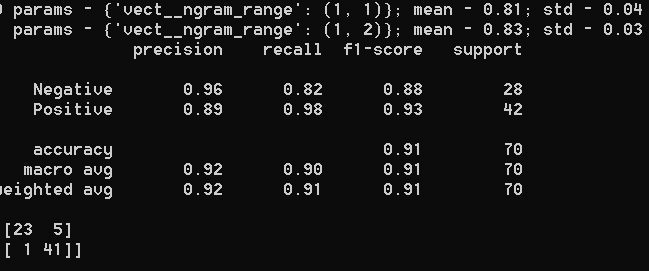 params - {'vect__ngram_range': (1, 1)}; mean - 0.81; std - 0.04
params - {'vect__ngram_range': (1, 2)}; mean - 0.83; std - 0.03
precision recall f1-score support
Negative 0.96 0.82 0.88 28
Positive 0.89 0.98 0.93 42
accuracy 0.91 70
macro avg 0.92 0.90 0.91 70
weighted avg 0.92 0.91 0.91 70
[23 5]
[ 1 41]]